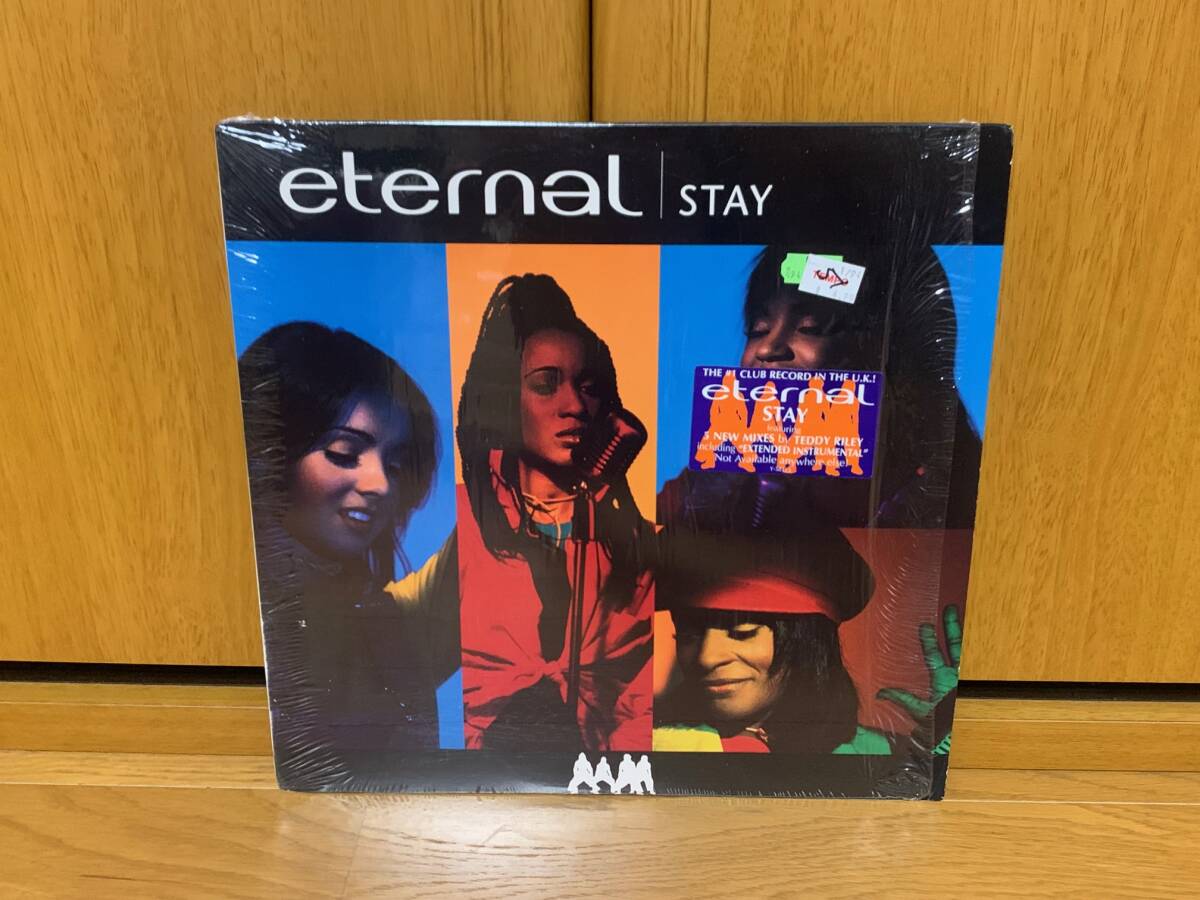 eternal | STAY
TEMPO
THE #1 CLUB RECORD IN THE U.K.!
eternal
STAY
featuring
3 NEW MIXES by TEDDY RILEY
including "EXTENDED INSTRUMENTAL"
(Not Available anywhere else)